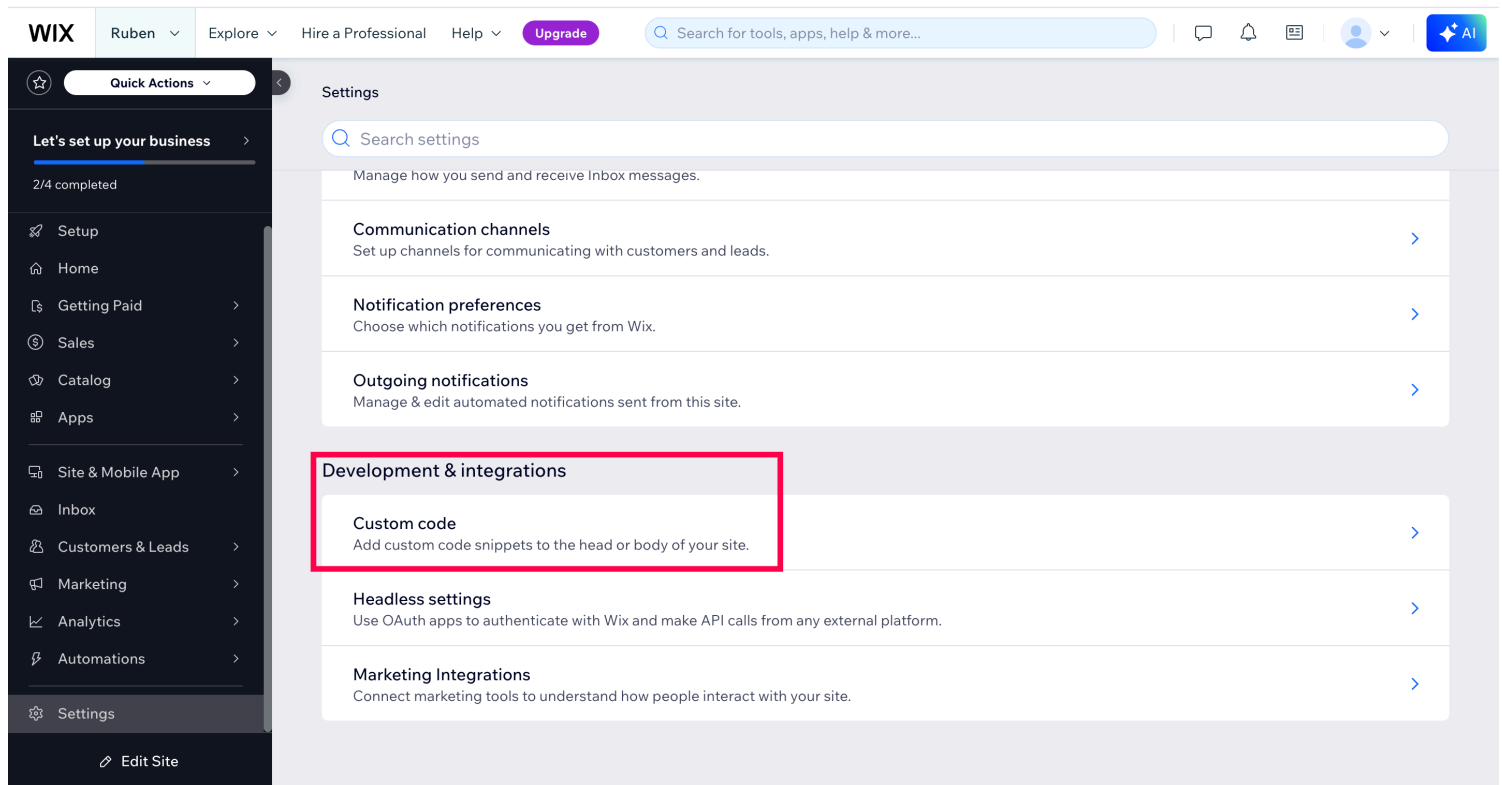 WIX Ruben Explore Hire a Professional Help Upgrade Search for tools, apps, help & more... AI
Quick Actions
Let's set up your business
2/4 completed
Setup
Home
Getting Paid
Sales
Catalog
Apps
Site & Mobile App
Inbox
Customers & Leads
Marketing
Analytics
Automations
Settings
Edit Site
Settings
Search settings
Manage how you send and receive Inbox messages.
Communication channels
Set up channels for communicating with customers and leads.
Notification preferences
Choose which notifications you get from Wix.
Outgoing notifications
Manage & edit automated notifications sent from this site.
Development & integrations
Custom code
Add custom code snippets to the head or body of your site.
Headless settings
Use OAuth apps to authenticate with Wix and make API calls from any external platform.
Marketing Integrations
Connect marketing tools to understand how people interact with your site.